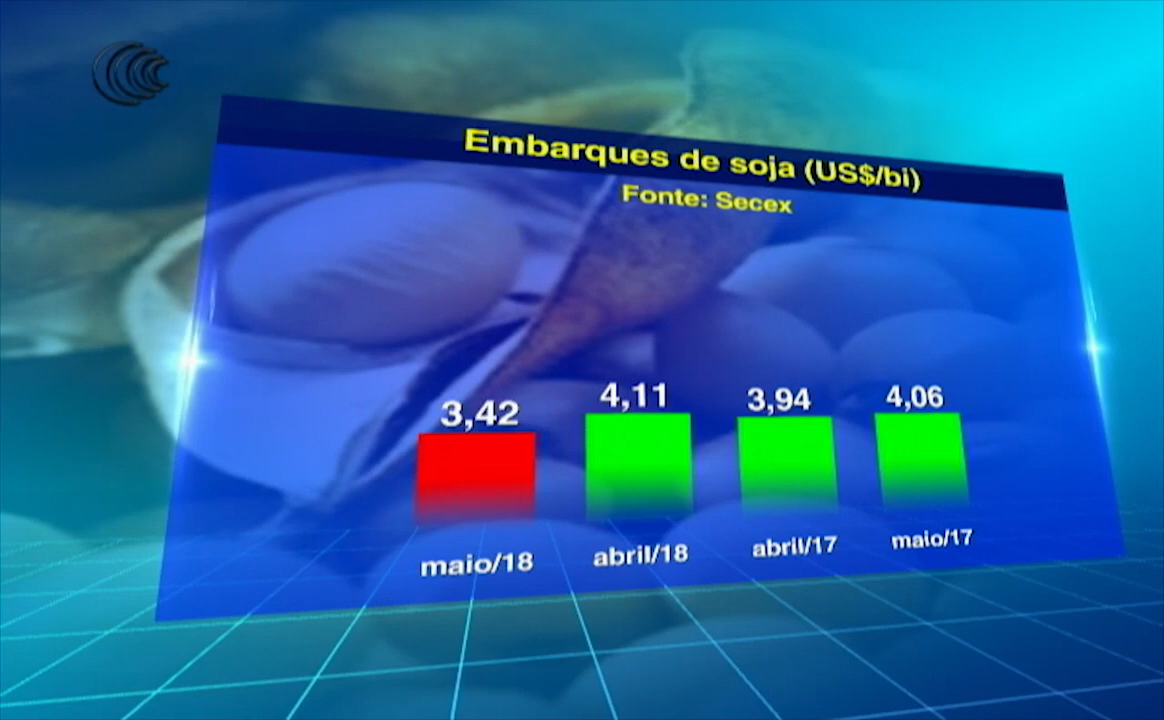 Embarques de soja (US$/bi)
Fonte: Secex
3,42 4,11 3,94 4,06
maio/18 abril/18 abril/17 maio/17